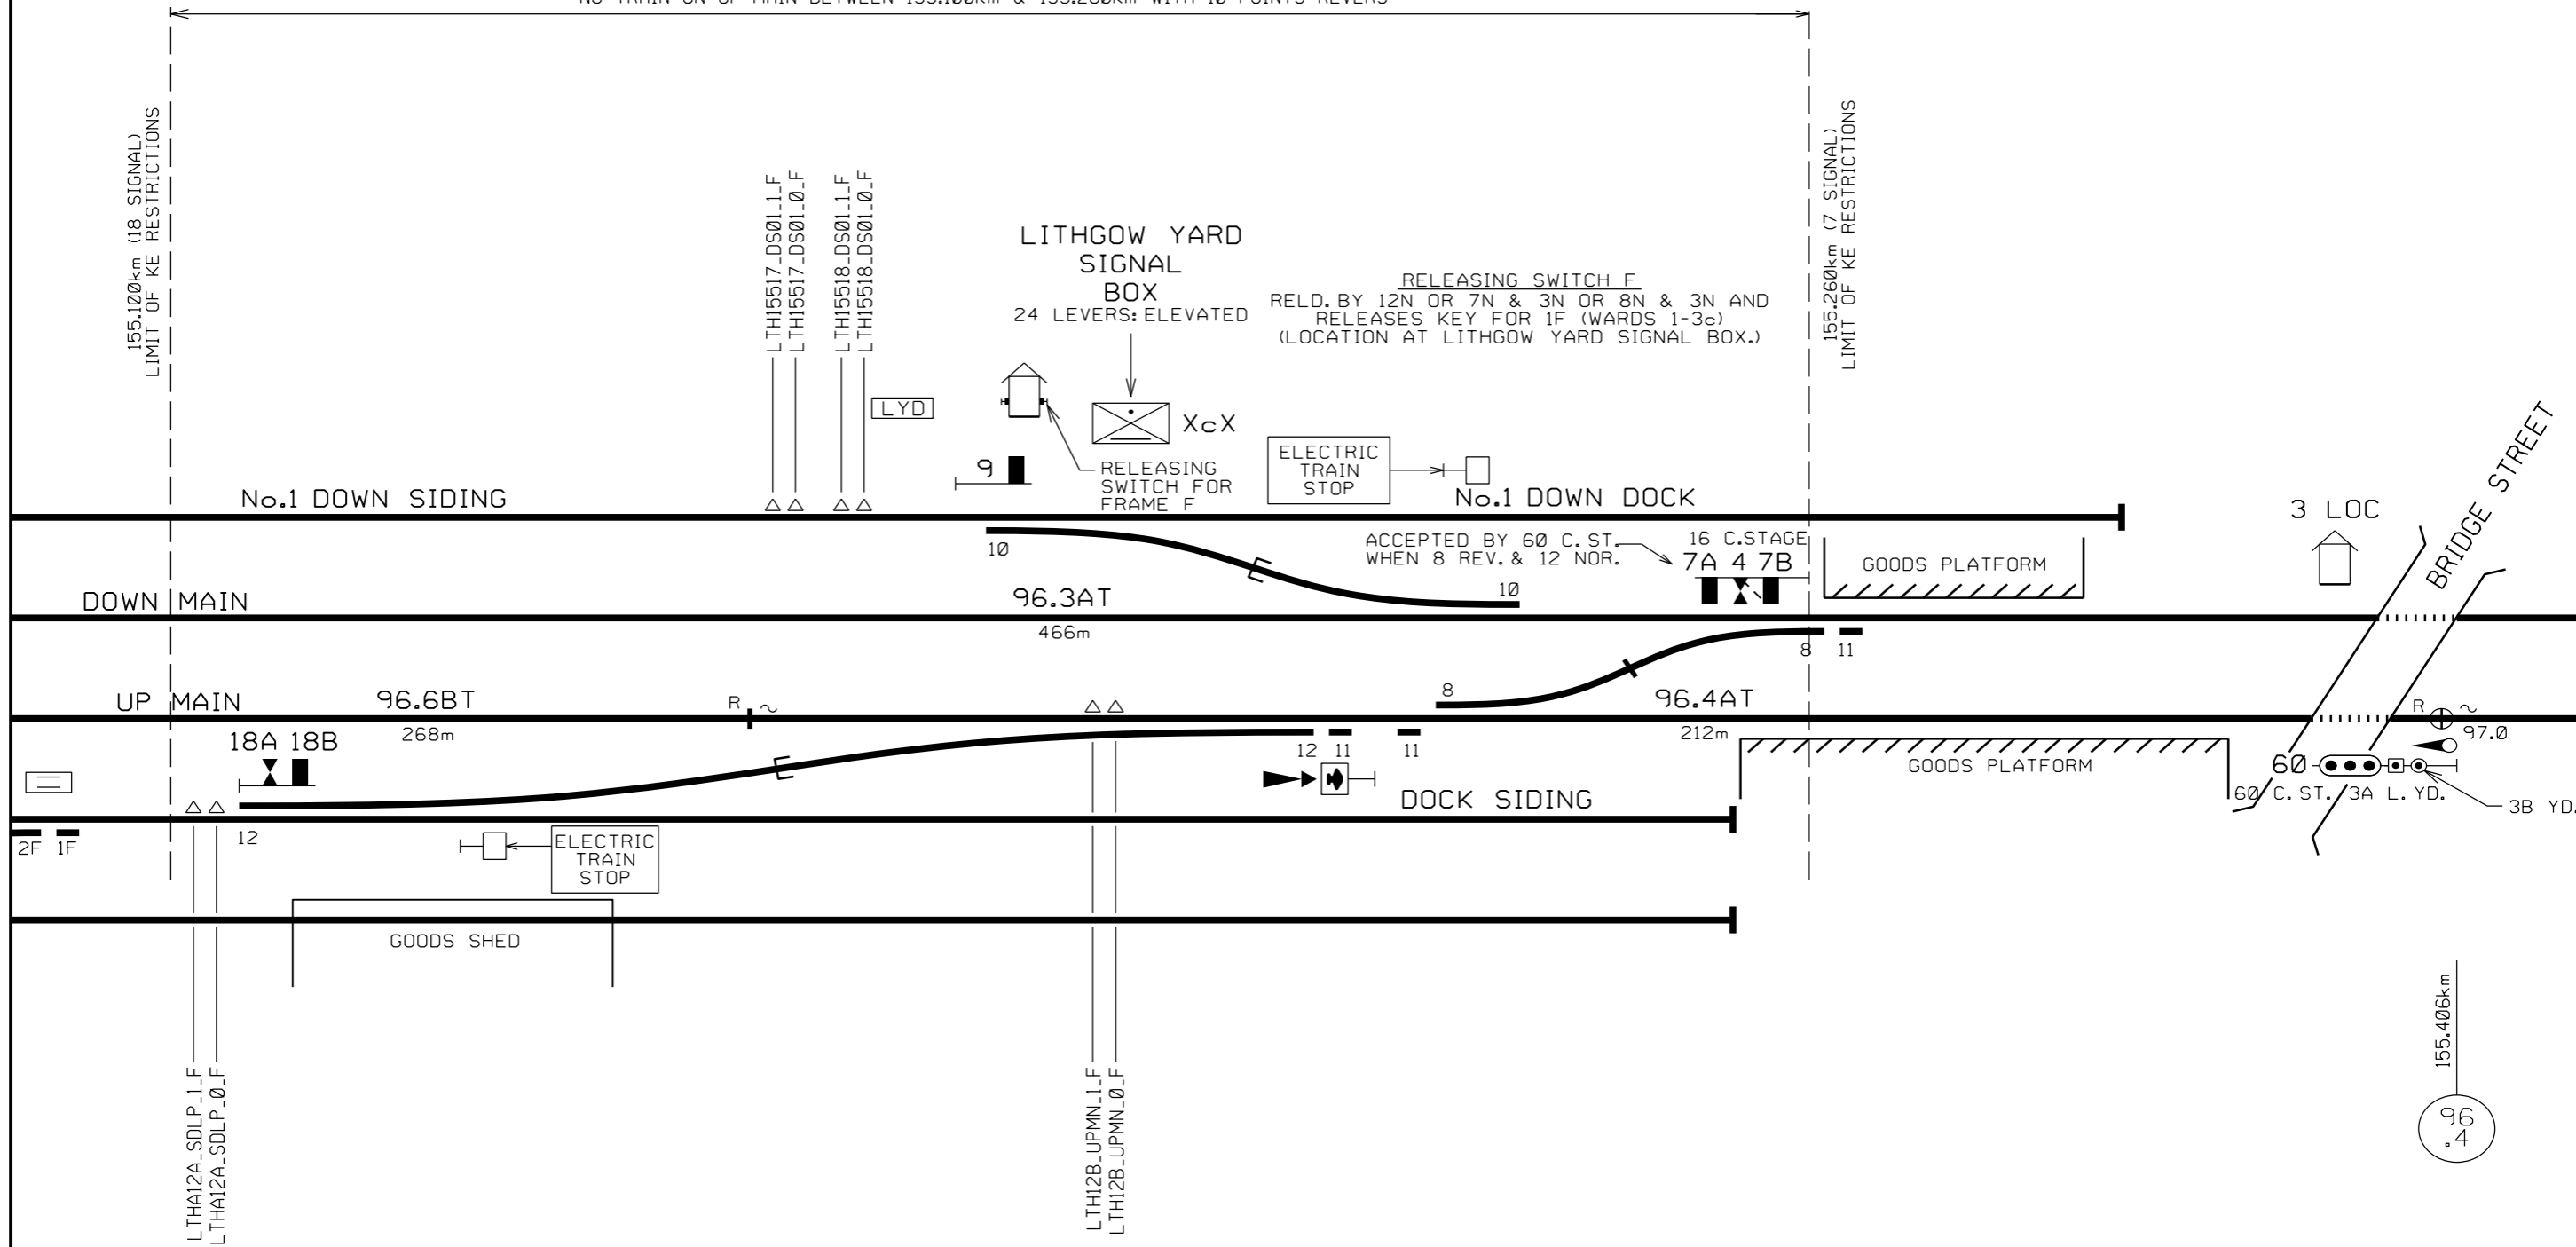 155.100km (18 SIGNAL)
LIMIT OF KE RESTRICTIONS
LTH15517_DS01_1_F
LTH15517_DS01_0_F
LTH15518_DS01_1_F
LTH15518_DS01_0_F
LYD
LITHGOW YARD
SIGNAL
BOX
24 LEVERS: ELEVATED
RELEASING SWITCH F
RELD. BY 12N OR 7N & 3N OR 8N & 3N AND
RELEASES KEY FOR 1F (WARDS 1-3c)
(LOCATION AT LITHGOW YARD SIGNAL BOX.)
155.260km (7 SIGNAL)
LIMIT OF KE RESTRICTIONS
XcX
9
RELEASING
SWITCH FOR
FRAME F
ELECTRIC
TRAIN
STOP
No.1 DOWN SIDING
No.1 DOWN DOCK
3 LOC
BRIDGE STREET
10
ACCEPTED BY 60 C. ST.
WHEN 8 REV. & 12 NOR.
16 C.STAGE
7A 4 7B
GOODS PLATFORM
DOWN MAIN
96.3AT
10
466m
8 11
UP MAIN
96.6BT
268m
R ~
8
96.4AT
212m
R ~
97.0
18A 18B
12 11 11
GOODS PLATFORM
60
60 C. ST. 3A L. YD.
3B YD.
DOCK SIDING
2F 1F
12
ELECTRIC
TRAIN
STOP
GOODS SHED
LTHA12A_SDLP_1_F
LTHA12A_SDLP_0_F
LTH12B_UPMN_1_F
LTH12B_UPMN_0_F
155.406km
96
.4